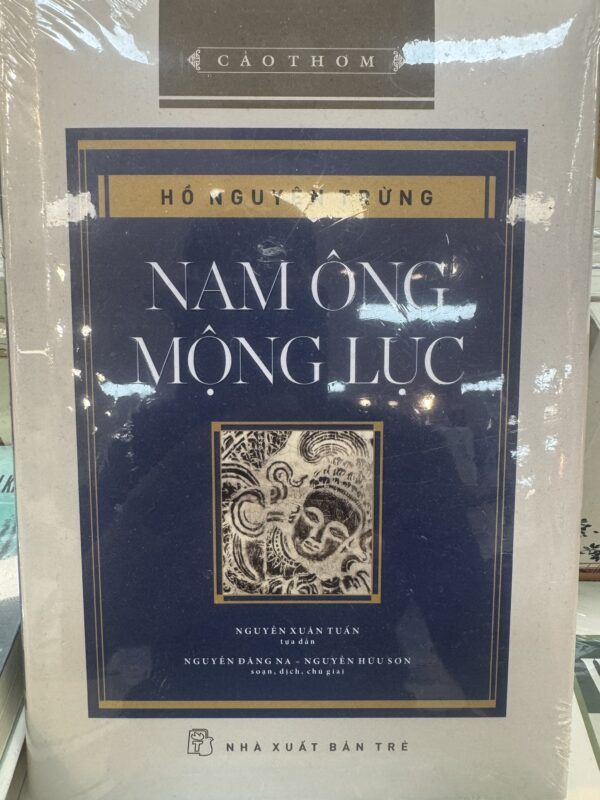 CẢO THƠM
HỒ NGUYÊN TRỪNG
NAM ÔNG
MỘNG LỤC
NGUYỄN XUÂN TUẤN
tựa dẫn
NGUYỄN ĐĂNG NA – NGUYỄN HỮU SƠN
soạn, dịch, chú giải
NHÀ XUẤT BẢN TRẺ